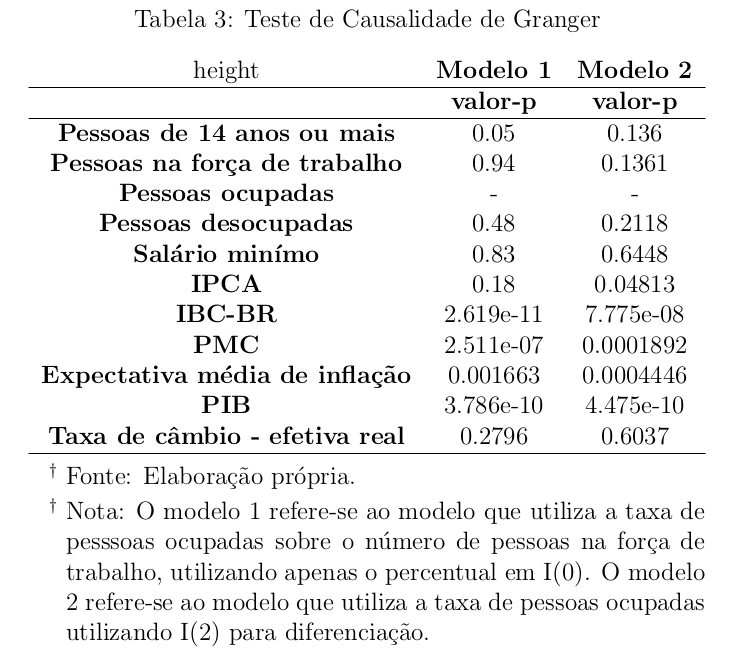 Tabela 3: Teste de Causalidade de Granger
height Modelo 1 Modelo 2
valor-p valor-p
Pessoas de 14 anos ou mais 0.05 0.136
Pessoas na força de trabalho 0.94 0.1361
Pessoas ocupadas - -
Pessoas desocupadas 0.48 0.2118
Salário minímo 0.83 0.6448
IPCA 0.18 0.04813
IBC-BR 2.619e-11 7.775e-08
PMC 2.511e-07 0.0001892
Expectativa média de inflação 0.001663 0.0004446
PIB 3.786e-10 4.475e-10
Taxa de câmbio - efetiva real 0.2796 0.6037
† Fonte: Elaboração própria.
† Nota: O modelo 1 refere-se ao modelo que utiliza a taxa de
pesssoas ocupadas sobre o número de pessoas na força de
trabalho, utilizando apenas o percentual em I(0). O modelo
2 refere-se ao modelo que utiliza a taxa de pessoas ocupadas
utilizando I(2) para diferenciação.